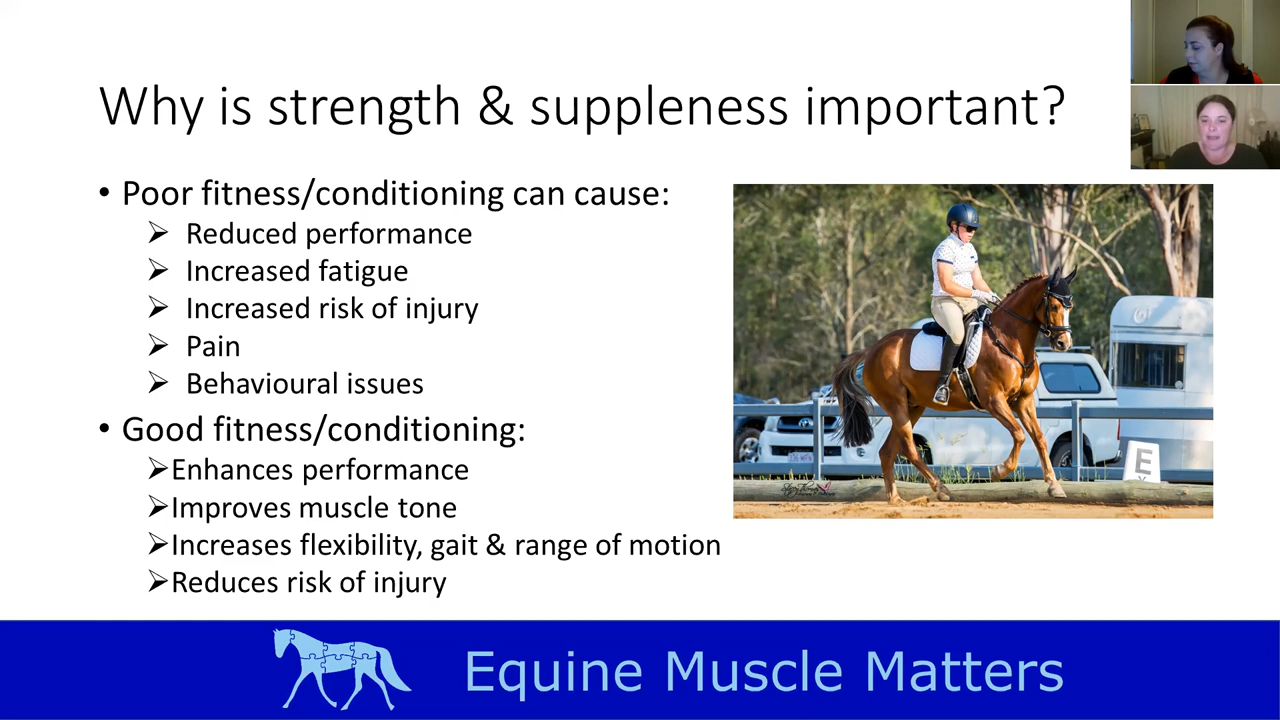 Why is strength & suppleness important?
• Poor fitness/conditioning can cause:
➢ Reduced performance
➢ Increased fatigue
➢ Increased risk of injury
➢ Pain
➢ Behavioural issues
• Good fitness/conditioning:
➢Enhances performance
➢Improves muscle tone
➢Increases flexibility, gait & range of motion
➢Reduces risk of injury
E
Equine Muscle Matters